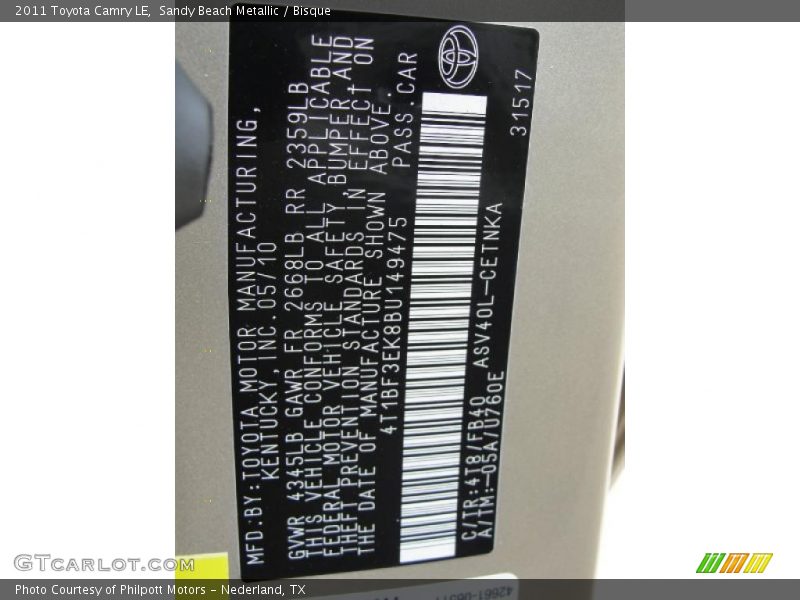 2011 Toyota Camry LE, Sandy Beach Metallic / Bisque
MFD.BY:TOYOTA MOTOR MANUFACTURING,
KENTUCKY,INC.05/10
GVWR 4345LB GAWR FR 2668LB RR 2359LB
THIS VEHICLE CONFORMS TO ALL APPLICABLE
FEDERAL MOTOR VEHICLE SAFETY, BUMPER AND
THEFT PREVENTION STANDARDS IN EFFECT ON
THE DATE OF MANUFACTURE SHOWN ABOVE.
4T1BF3EK8BU149475 PASS.CAR
C/TR:4T8/FB40 ASV40L-CETNKA
A/TM:-05A/U760E
31517
GTCarLot.com
Photo Courtesy of Philpott Motors - Nederland, TX